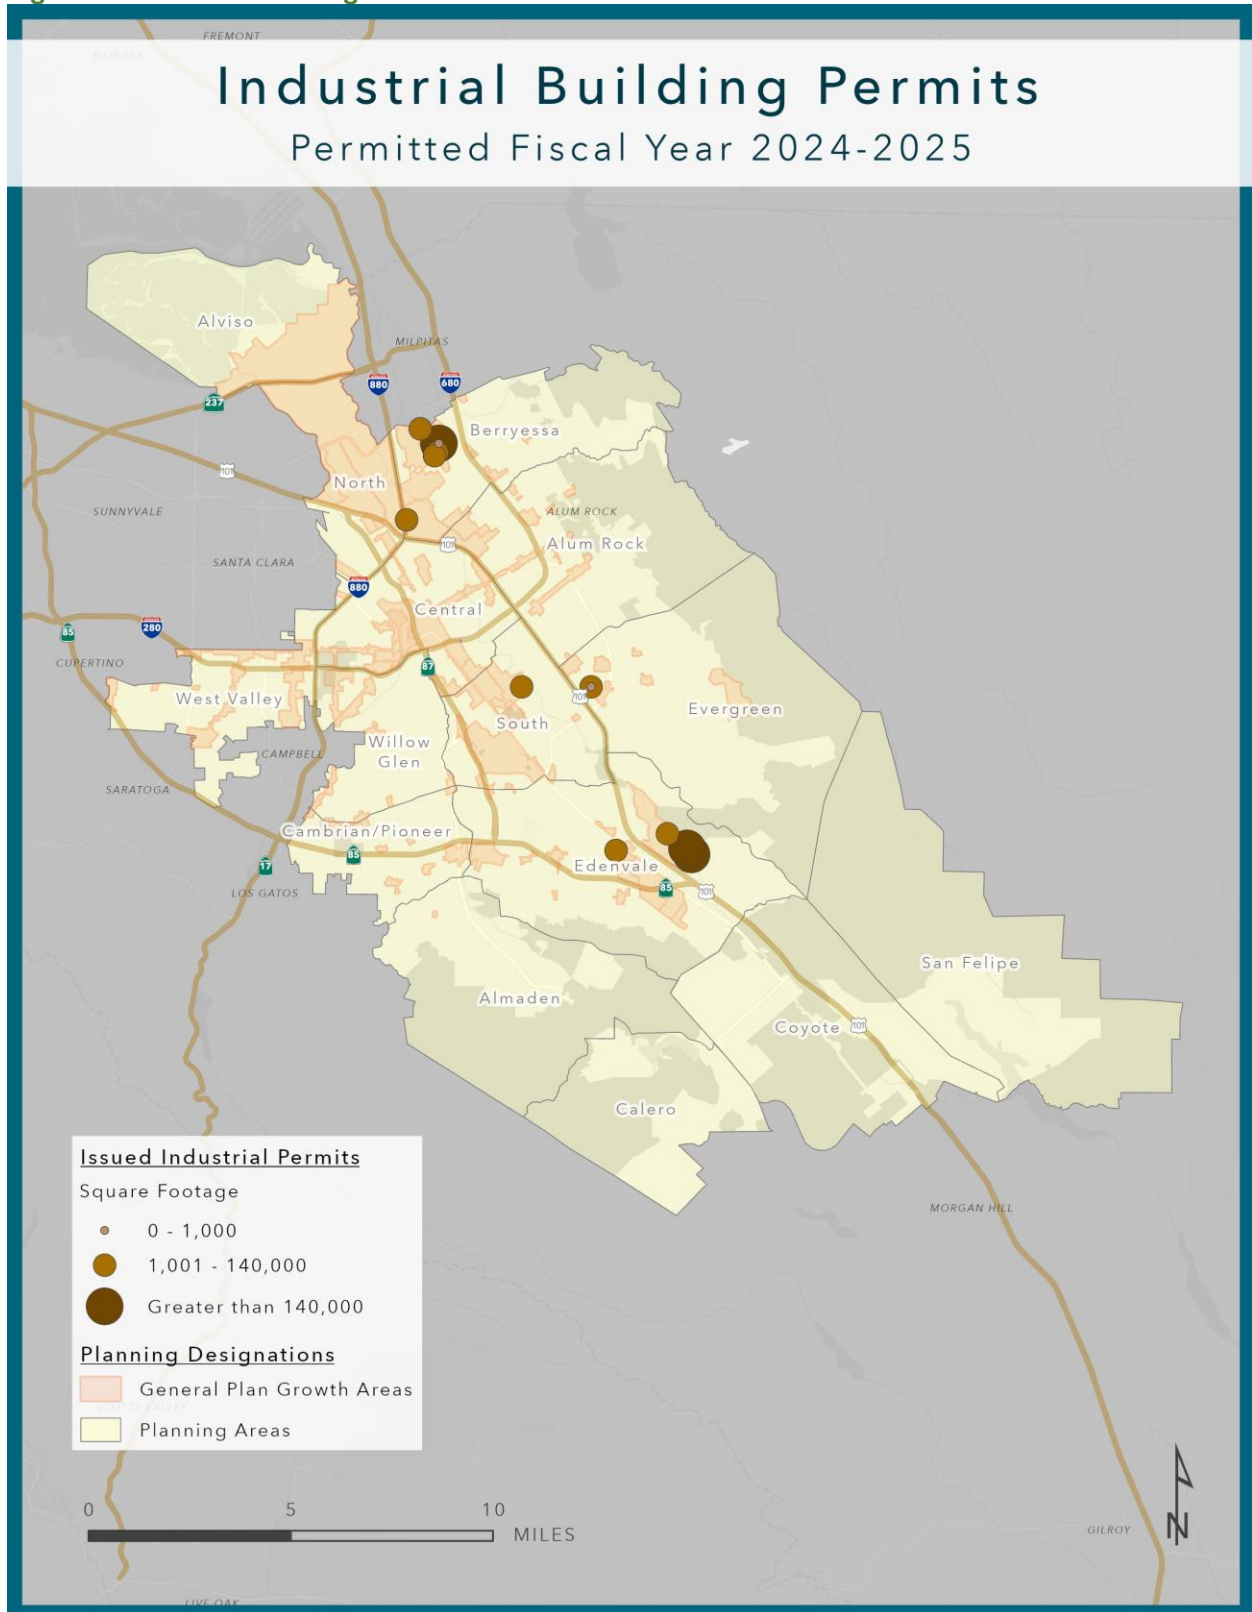 FREMONT
NEWARK
Industrial Building Permits
Permitted Fiscal Year 2024-2025
Alviso
MILPITAS
880
680
237
Berryessa
101
North
SUNNYVALE
ALUM ROCK
101
Alum Rock
SANTA CLARA
880
Central
280
85
CUPERTINO
87
West Valley
101
Evergreen
South
Willow
Glen
CAMPBELL
SARATOGA
Cambrian/Pioneer
85
17
Edenvale
85
101
LOS GATOS
San Felipe
Almaden
Coyote
101
Calero
Issued Industrial Permits
Square Footage
0 - 1,000
1,001 - 140,000
Greater than 140,000
Planning Designations
General Plan Growth Areas
SCOTTS VALLEY
Planning Areas
MORGAN HILL
0 5 10
MILES
N
GILROY
LIVE OAK